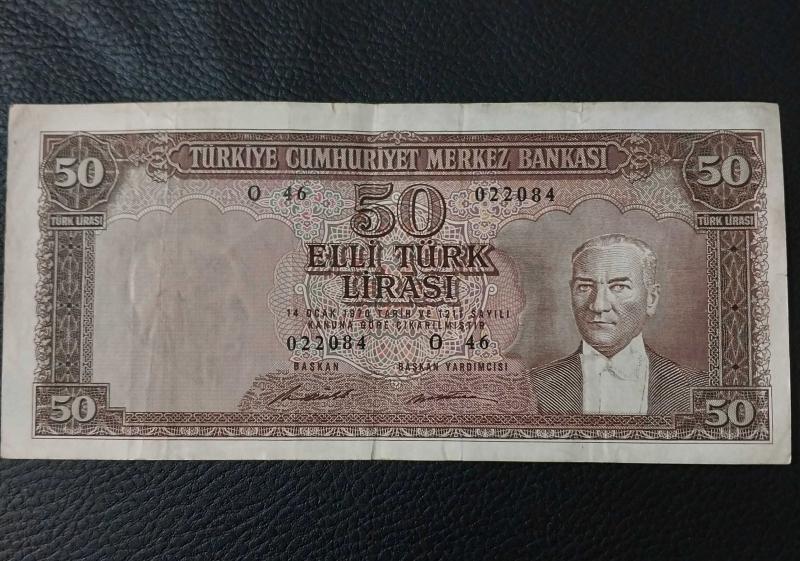 50 TÜRKİYE CUMHURİYET MERKEZ BANKASI 50
O 46 50 022084
TÜRK LİRASI TÜRK LİRASI
ELLİ TÜRK
LİRASI
14 OCAK 1970 TARİH VE 1211 SAYILI
KANUNA GÖRE ÇIKARILMIŞTIR
022084 O 46
BAŞKAN BAŞKAN YARDIMCISI
50 50